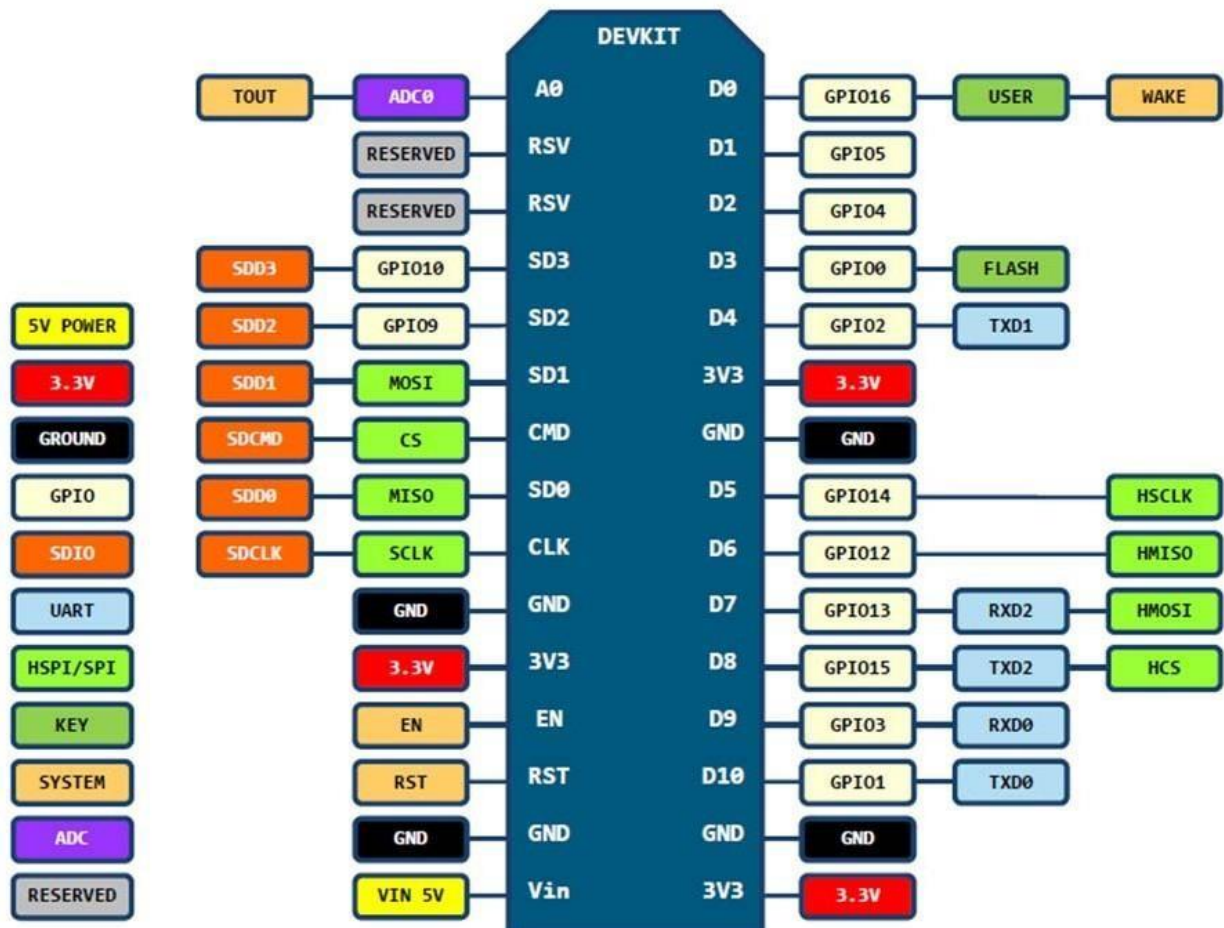 DEVKIT
TOUT ADC0 A0 D0 GPIO16 USER WAKE
RESERVED RSV D1 GPIO5
RESERVED RSV D2 GPIO4
SDD3 GPIO10 SD3 D3 GPIO0 FLASH
5V POWER SDD2 GPIO9 SD2 D4 GPIO2 TXD1
3.3V SDD1 MOSI SD1 3V3 3.3V
GROUND SDCMD CS CMD GND GND
GPIO SDD0 MISO SD0 D5 GPIO14 HSCLK
SDIO SDCLK SCLK CLK D6 GPIO12 HMISO
UART GND GND D7 GPIO13 RXD2 HMOSI
HSPI/SPI 3.3V 3V3 D8 GPIO15 TXD2 HCS
KEY EN EN D9 GPIO3 RXD0
SYSTEM RST RST D10 GPIO1 TXD0
ADC GND GND GND GND
RESERVED VIN 5V Vin 3V3 3.3V